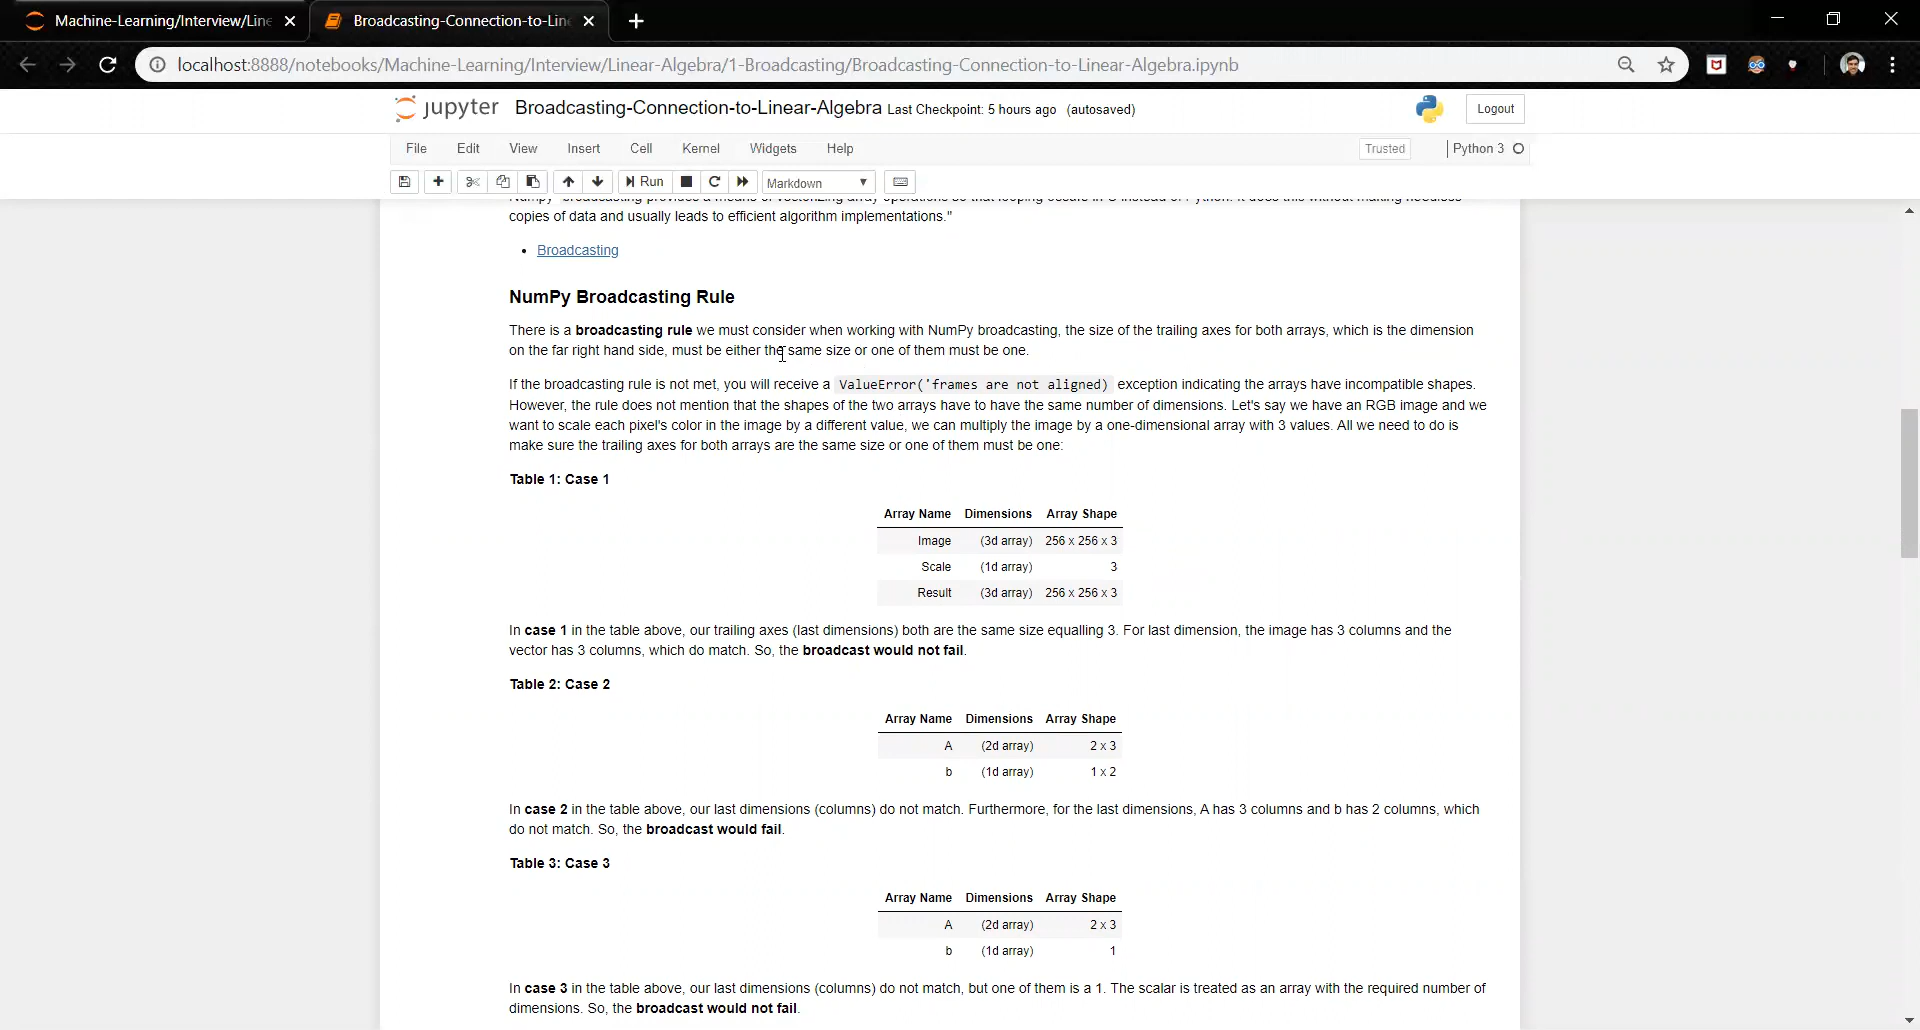 Machine-Learning/Interview/Line
Broadcasting-Connection-to-Lin
localhost:8888/notebooks/Machine-Learning/Interview/Linear-Algebra/1-Broadcasting/Broadcasting-Connection-to-Linear-Algebra.ipynb
jupyter Broadcasting-Connection-to-Linear-Algebra Last Checkpoint: 5 hours ago (autosaved)
Logout
File Edit View Insert Cell Kernel Widgets Help
Trusted
Python 3
Run
Markdown
copies of data and usually leads to efficient algorithm implementations."
Broadcasting
NumPy Broadcasting Rule
There is a broadcasting rule we must consider when working with NumPy broadcasting, the size of the trailing axes for both arrays, which is the dimension
on the far right hand side, must be either the same size or one of them must be one.
If the broadcasting rule is not met, you will receive a ValueError('frames are not aligned) exception indicating the arrays have incompatible shapes.
However, the rule does not mention that the shapes of the two arrays have to have the same number of dimensions. Let's say we have an RGB image and we
want to scale each pixel's color in the image by a different value, we can multiply the image by a one-dimensional array with 3 values. All we need to do is
make sure the trailing axes for both arrays are the same size or one of them must be one:
Table 1: Case 1
Array Name Dimensions Array Shape
Image (3d array) 256 x 256 x 3
Scale (1d array) 3
Result (3d array) 256 x 256 x 3
In case 1 in the table above, our trailing axes (last dimensions) both are the same size equalling 3. For last dimension, the image has 3 columns and the
vector has 3 columns, which do match. So, the broadcast would not fail.
Table 2: Case 2
Array Name Dimensions Array Shape
A (2d array) 2 x 3
b (1d array) 1 x 2
In case 2 in the table above, our last dimensions (columns) do not match. Furthermore, for the last dimensions, A has 3 columns and b has 2 columns, which
do not match. So, the broadcast would fail.
Table 3: Case 3
Array Name Dimensions Array Shape
A (2d array) 2 x 3
b (1d array) 1
In case 3 in the table above, our last dimensions (columns) do not match, but one of them is a 1. The scalar is treated as an array with the required number of
dimensions. So, the broadcast would not fail.